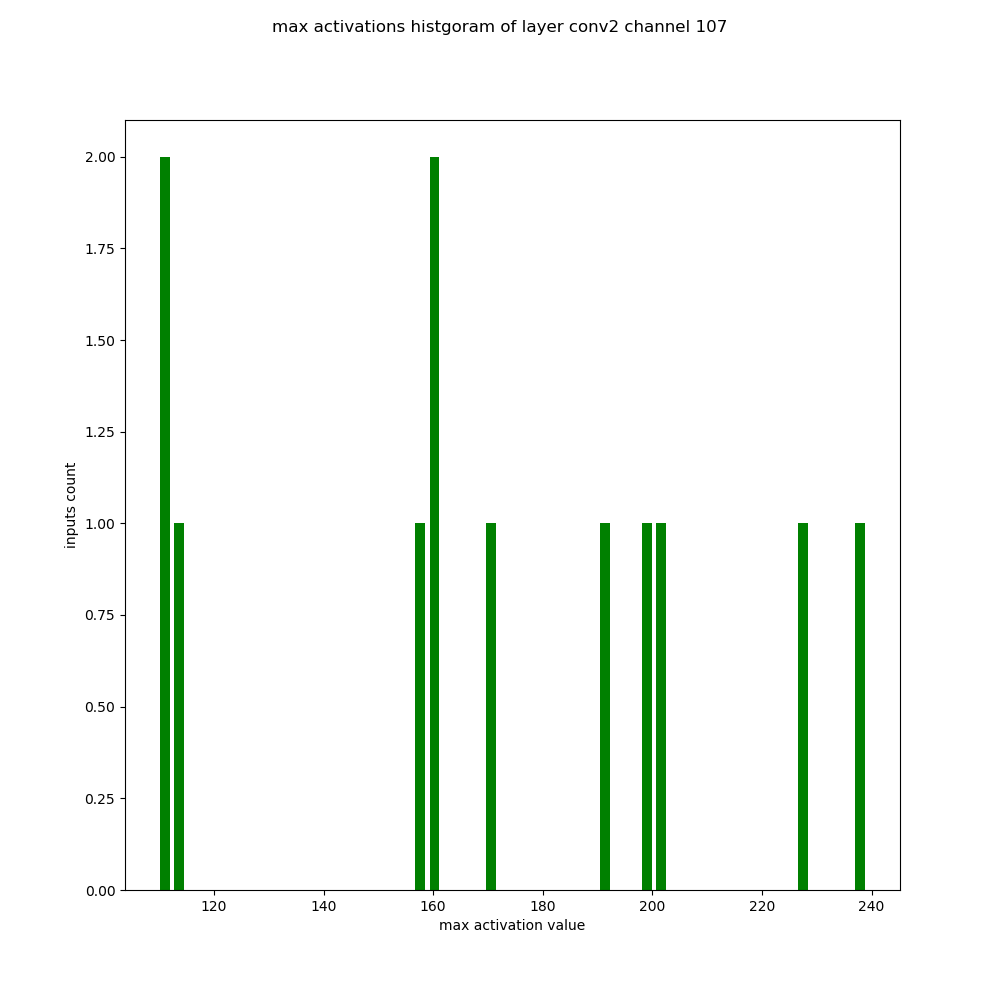 max activations histgoram of layer conv2 channel 107
2.00
1.75
1.50
1.25
1.00
0.75
0.50
0.25
0.00
inputs count
120 140 160 180 200 220 240
max activation value